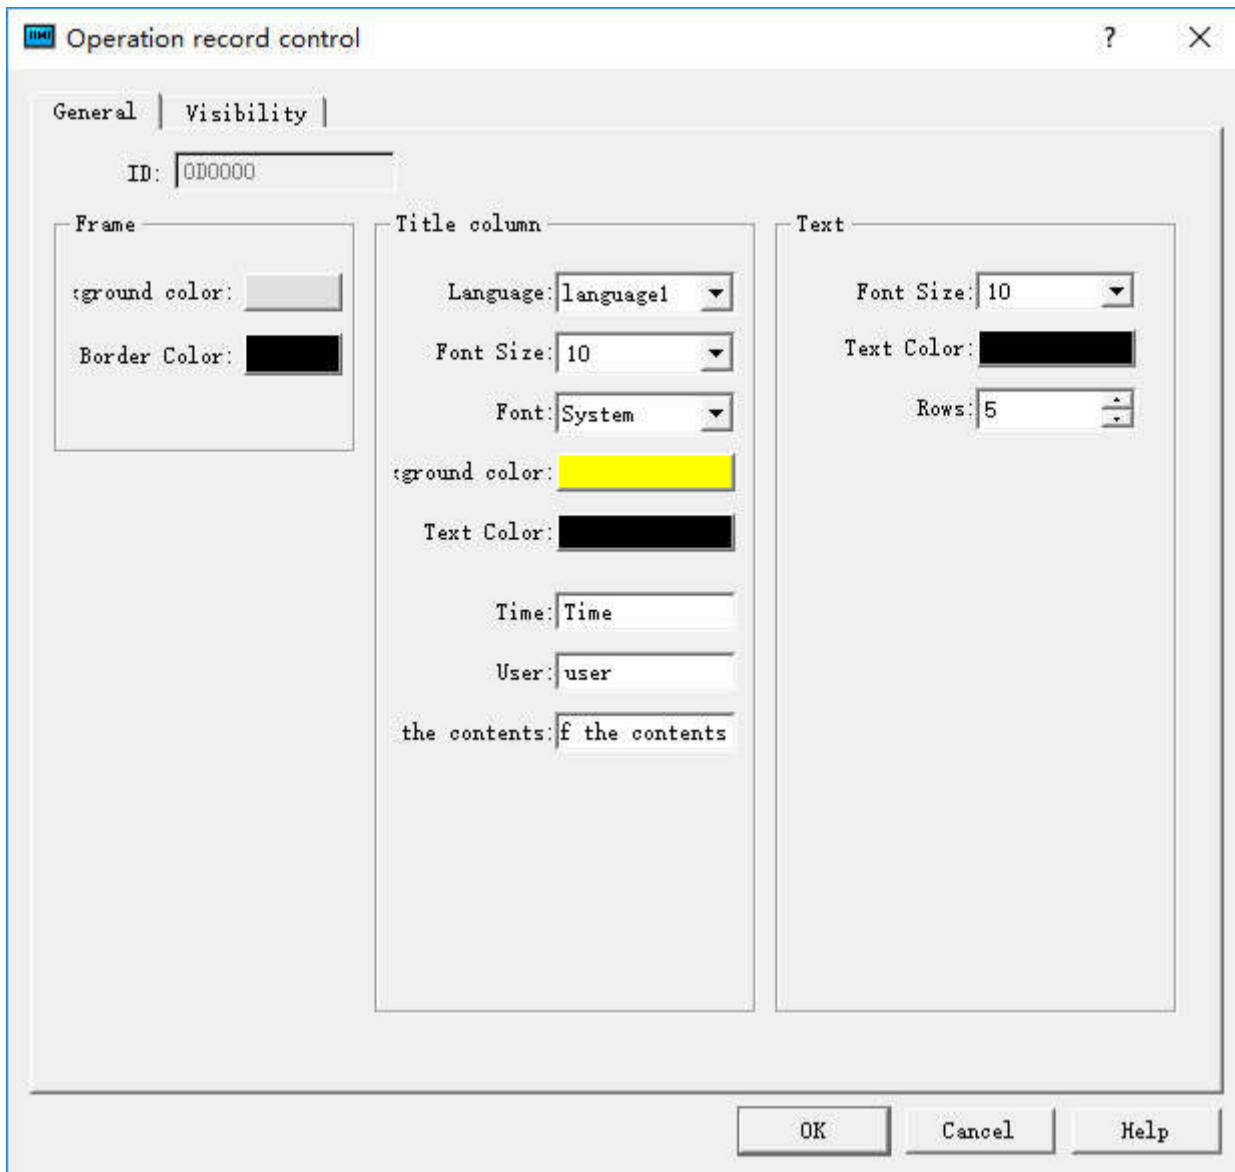 Operation record control
General
Visibility
ID: OD0000
Frame
ground color:
Border Color:
Title column
Language: language1
Font Size: 10
Font: System
ground color:
Text Color:
Time: Time
User: user
the contents: f the contents
Text
Font Size: 10
Text Color:
Rows: 5
OK
Cancel
Help